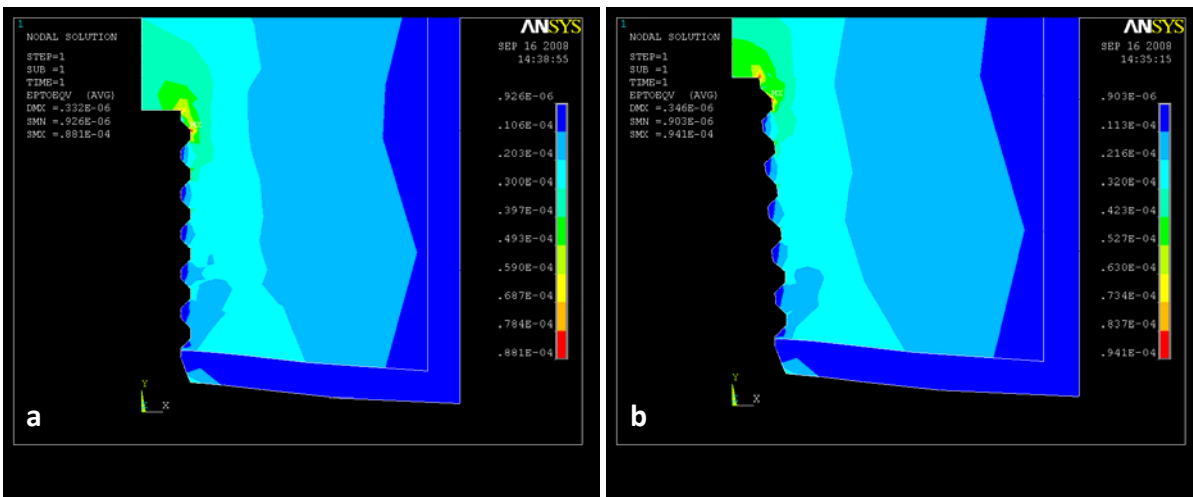 1
ANSYS
NODAL SOLUTION
SEP 16 2008
14:38:55
STEP=1
SUB =1
TIME=1
EPTOEQV (AVG)
DMX =.332E-06
SMN =.926E-06
SMX =.881E-04
MX
.926E-06
.106E-04
.203E-04
.300E-04
.397E-04
.493E-04
.590E-04
.687E-04
.784E-04
.881E-04
Y
X
a
1
ANSYS
NODAL SOLUTION
SEP 16 2008
14:35:15
STEP=1
SUB =1
TIME=1
EPTOEQV (AVG)
DMX =.346E-06
SMN =.903E-06
SMX =.941E-04
MX
.903E-06
.113E-04
.216E-04
.320E-04
.423E-04
.527E-04
.630E-04
.734E-04
.837E-04
.941E-04
Y
X
b